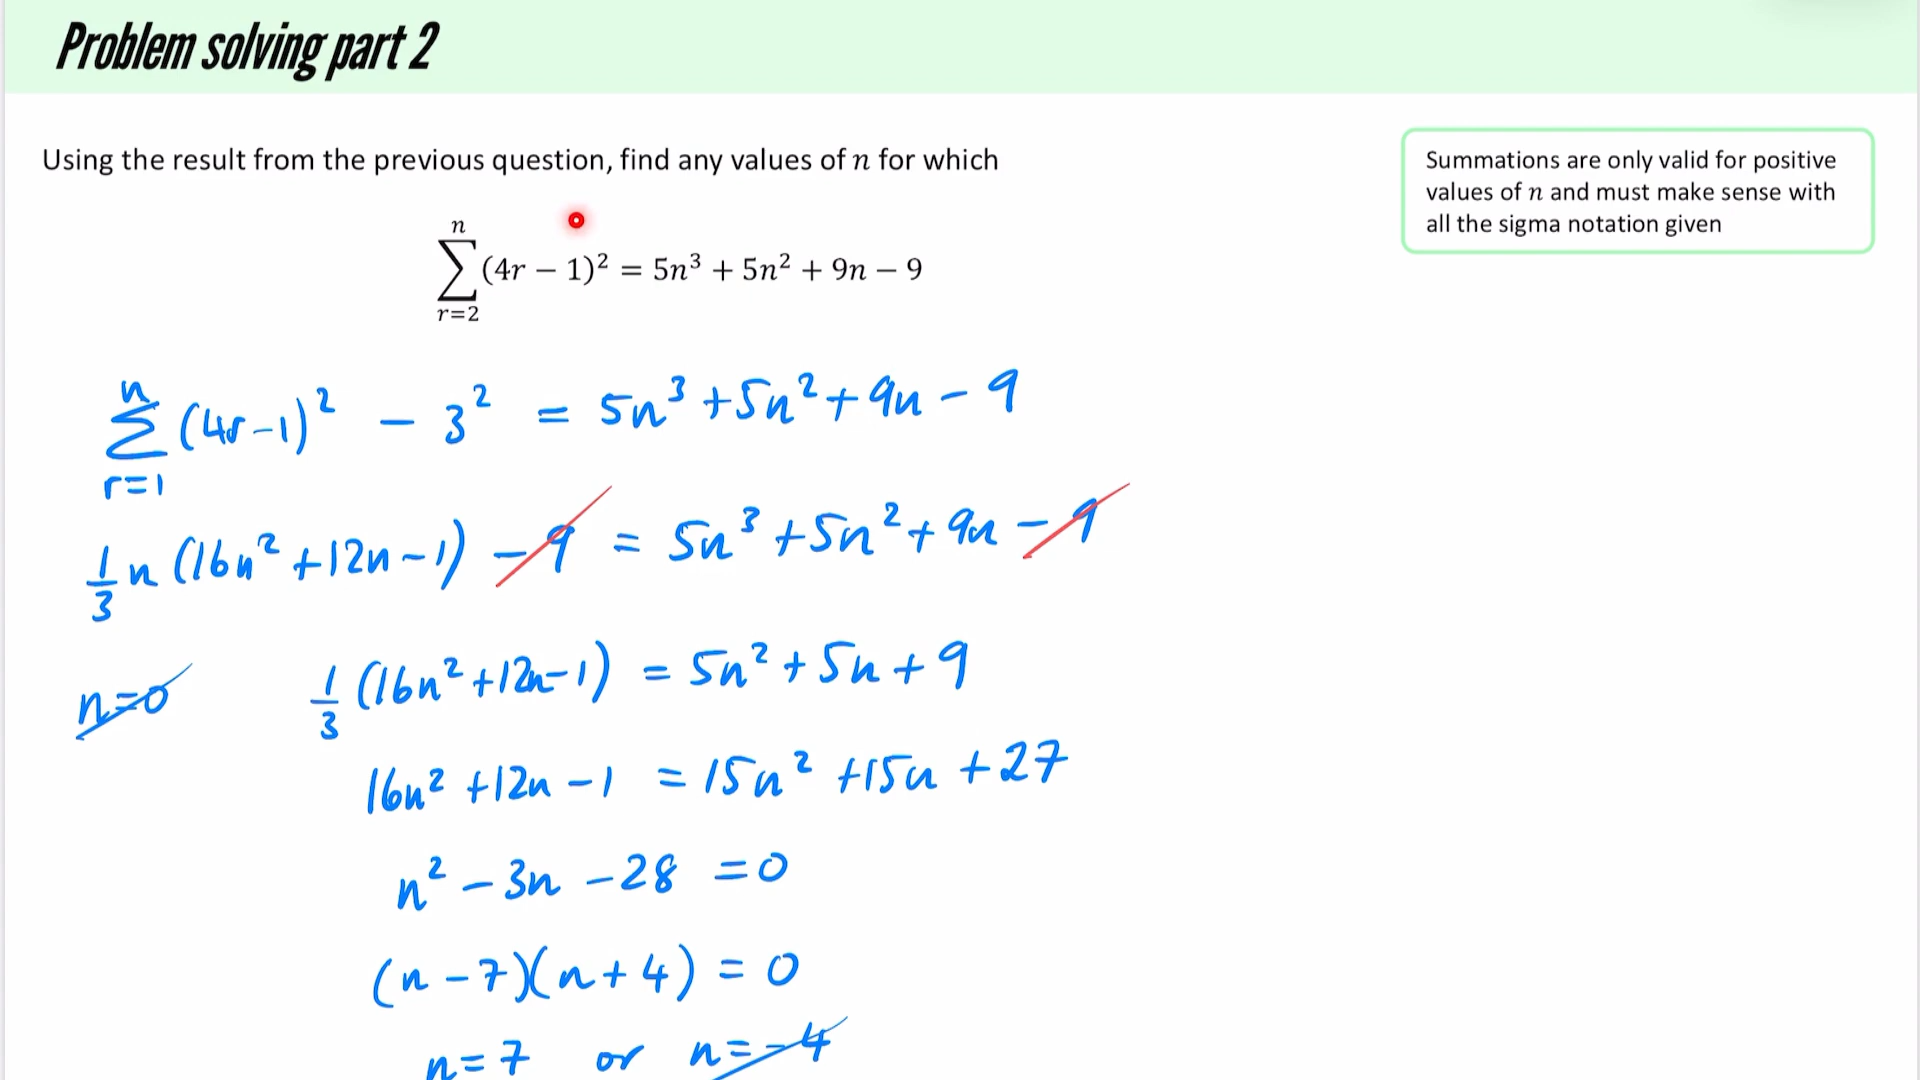 Problem solving part 2
Using the result from the previous question, find any values of n for which
Summations are only valid for positive
values of n and must make sense with
all the sigma notation given
n
∑ (4r − 1)² = 5n³ + 5n² + 9n − 9
r=2
n
∑ (4r−1)² − 3² = 5n³ + 5n² + 9n − 9
r=1
1/3 n (16n² + 12n − 1) − 9 = 5n³ + 5n² + 9n − 9
n=0 1/3 (16n² + 12n − 1) = 5n² + 5n + 9
16n² + 12n − 1 = 15n² + 15n + 27
n² − 3n − 28 = 0
(n − 7)(n + 4) = 0
n = 7 or n = −4